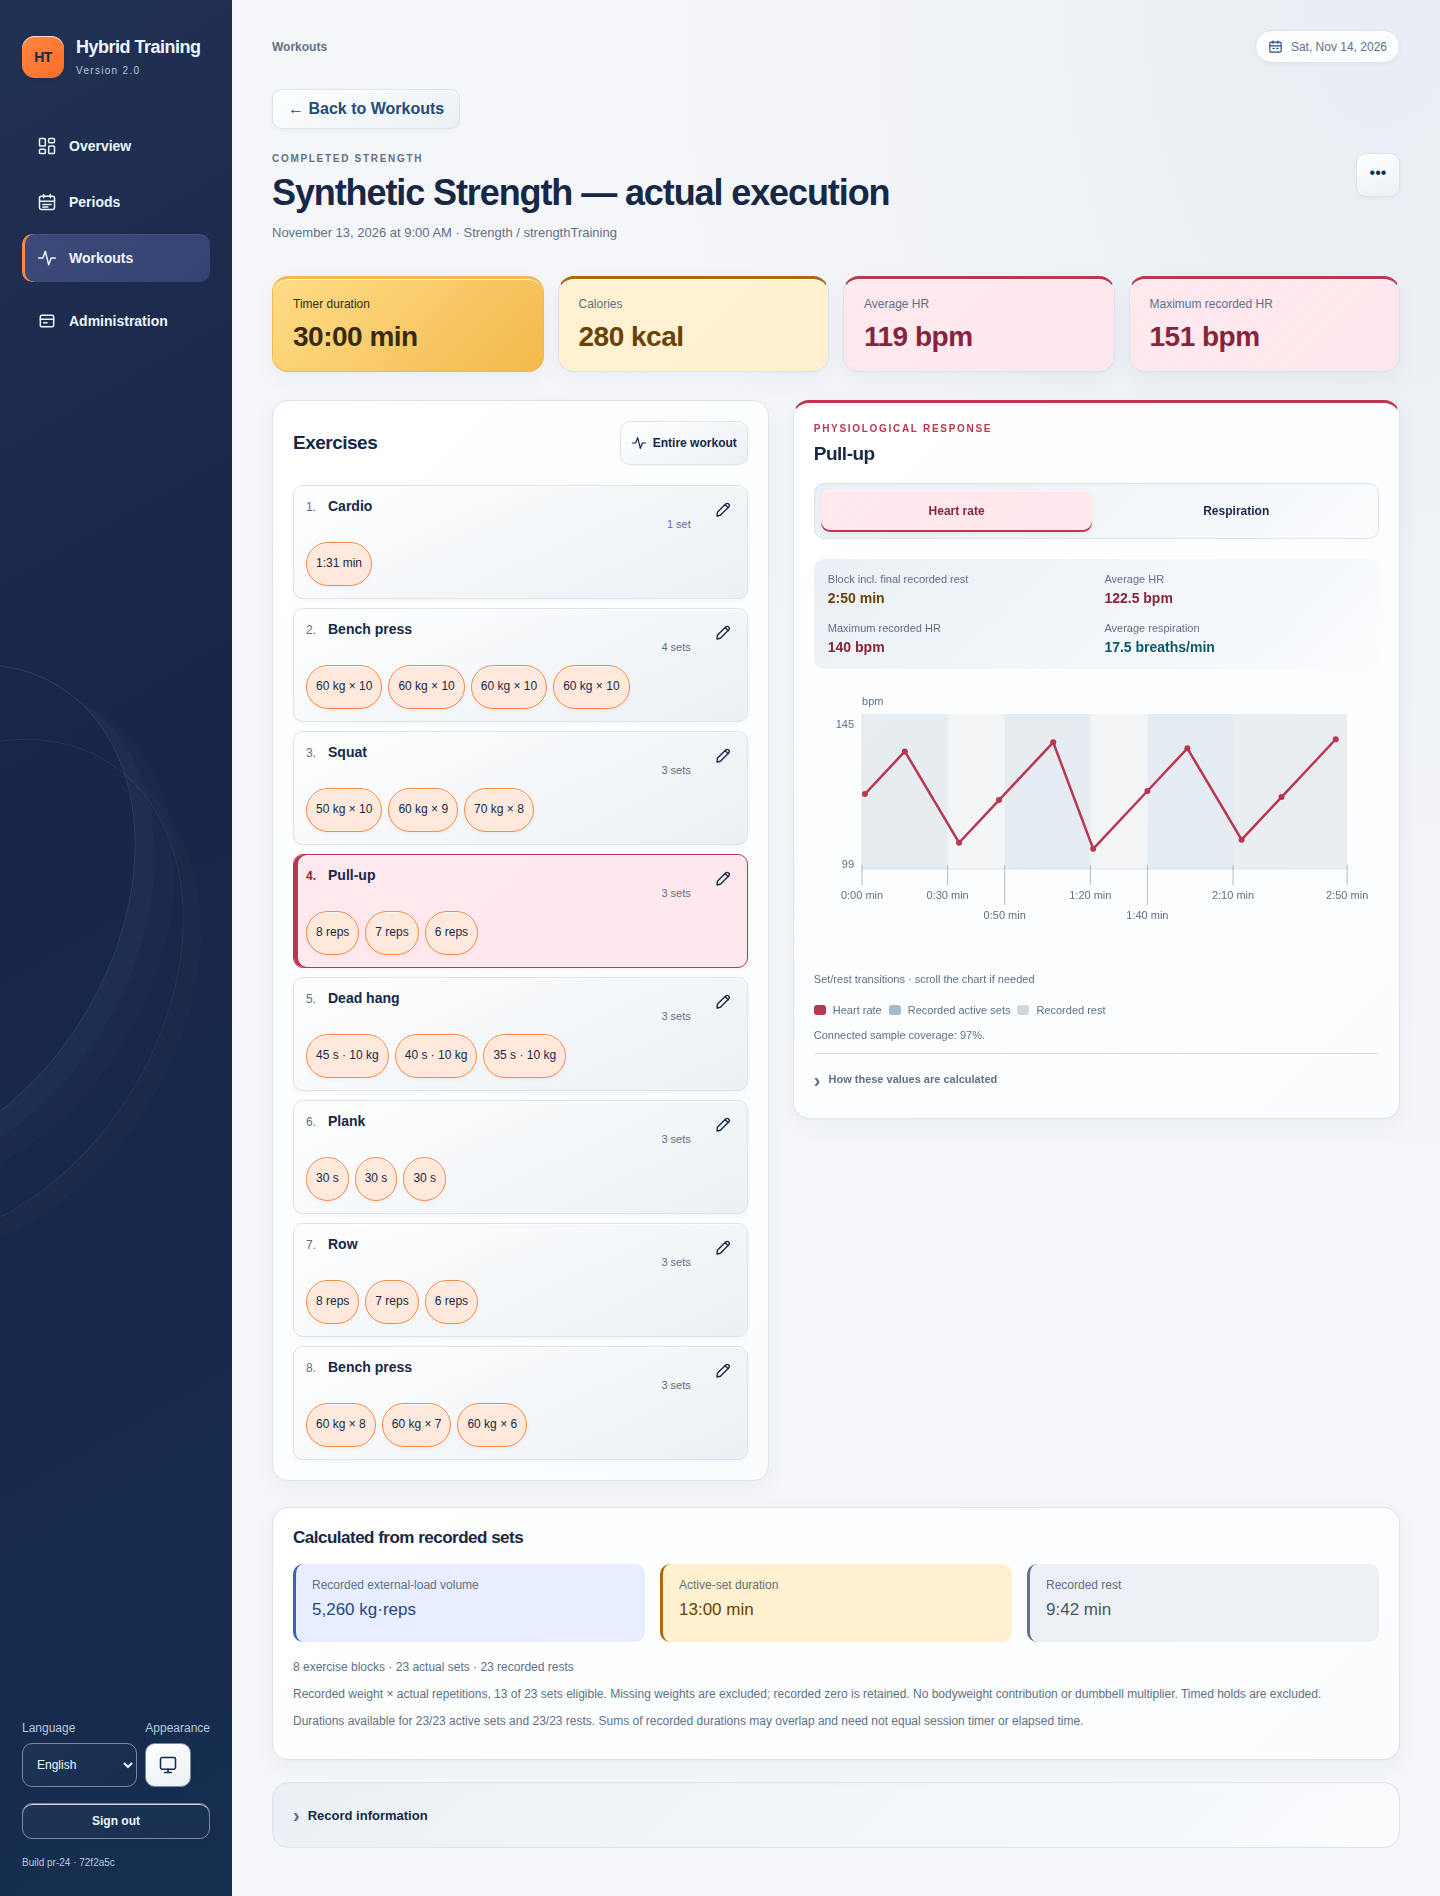 HT
Hybrid Training
Version 2.0
Overview
Periods
Workouts
Administration
Language
Appearance
English
Sign out
Build pr-24 · 72f2a5c
Workouts
Sat, Nov 14, 2026
← Back to Workouts
COMPLETED STRENGTH
Synthetic Strength — actual execution
•••
November 13, 2026 at 9:00 AM · Strength / strengthTraining
Timer duration
30:00 min
Calories
280 kcal
Average HR
119 bpm
Maximum recorded HR
151 bpm
Exercises
Entire workout
1. Cardio
1 set
1:31 min
2. Bench press
4 sets
60 kg × 10 60 kg × 10 60 kg × 10 60 kg × 10
3. Squat
3 sets
50 kg × 10 60 kg × 9 70 kg × 8
4. Pull-up
3 sets
8 reps 7 reps 6 reps
5. Dead hang
3 sets
45 s · 10 kg 40 s · 10 kg 35 s · 10 kg
6. Plank
3 sets
30 s 30 s 30 s
7. Row
3 sets
8 reps 7 reps 6 reps
8. Bench press
3 sets
60 kg × 8 60 kg × 7 60 kg × 6
PHYSIOLOGICAL RESPONSE
Pull-up
Heart rate Respiration
Block incl. final recorded rest
2:50 min
Average HR
122.5 bpm
Maximum recorded HR
140 bpm
Average respiration
17.5 breaths/min
bpm
145
99
0:00 min 0:30 min 1:20 min 2:10 min 2:50 min
0:50 min 1:40 min
Set/rest transitions · scroll the chart if needed
Heart rate Recorded active sets Recorded rest
Connected sample coverage: 97%.
› How these values are calculated
Calculated from recorded sets
Recorded external-load volume
5,260 kg·reps
Active-set duration
13:00 min
Recorded rest
9:42 min
8 exercise blocks · 23 actual sets · 23 recorded rests
Recorded weight × actual repetitions, 13 of 23 sets eligible. Missing weights are excluded; recorded zero is retained. No bodyweight contribution or dumbbell multiplier. Timed holds are excluded.
Durations available for 23/23 active sets and 23/23 rests. Sums of recorded durations may overlap and need not equal session timer or elapsed time.
› Record information